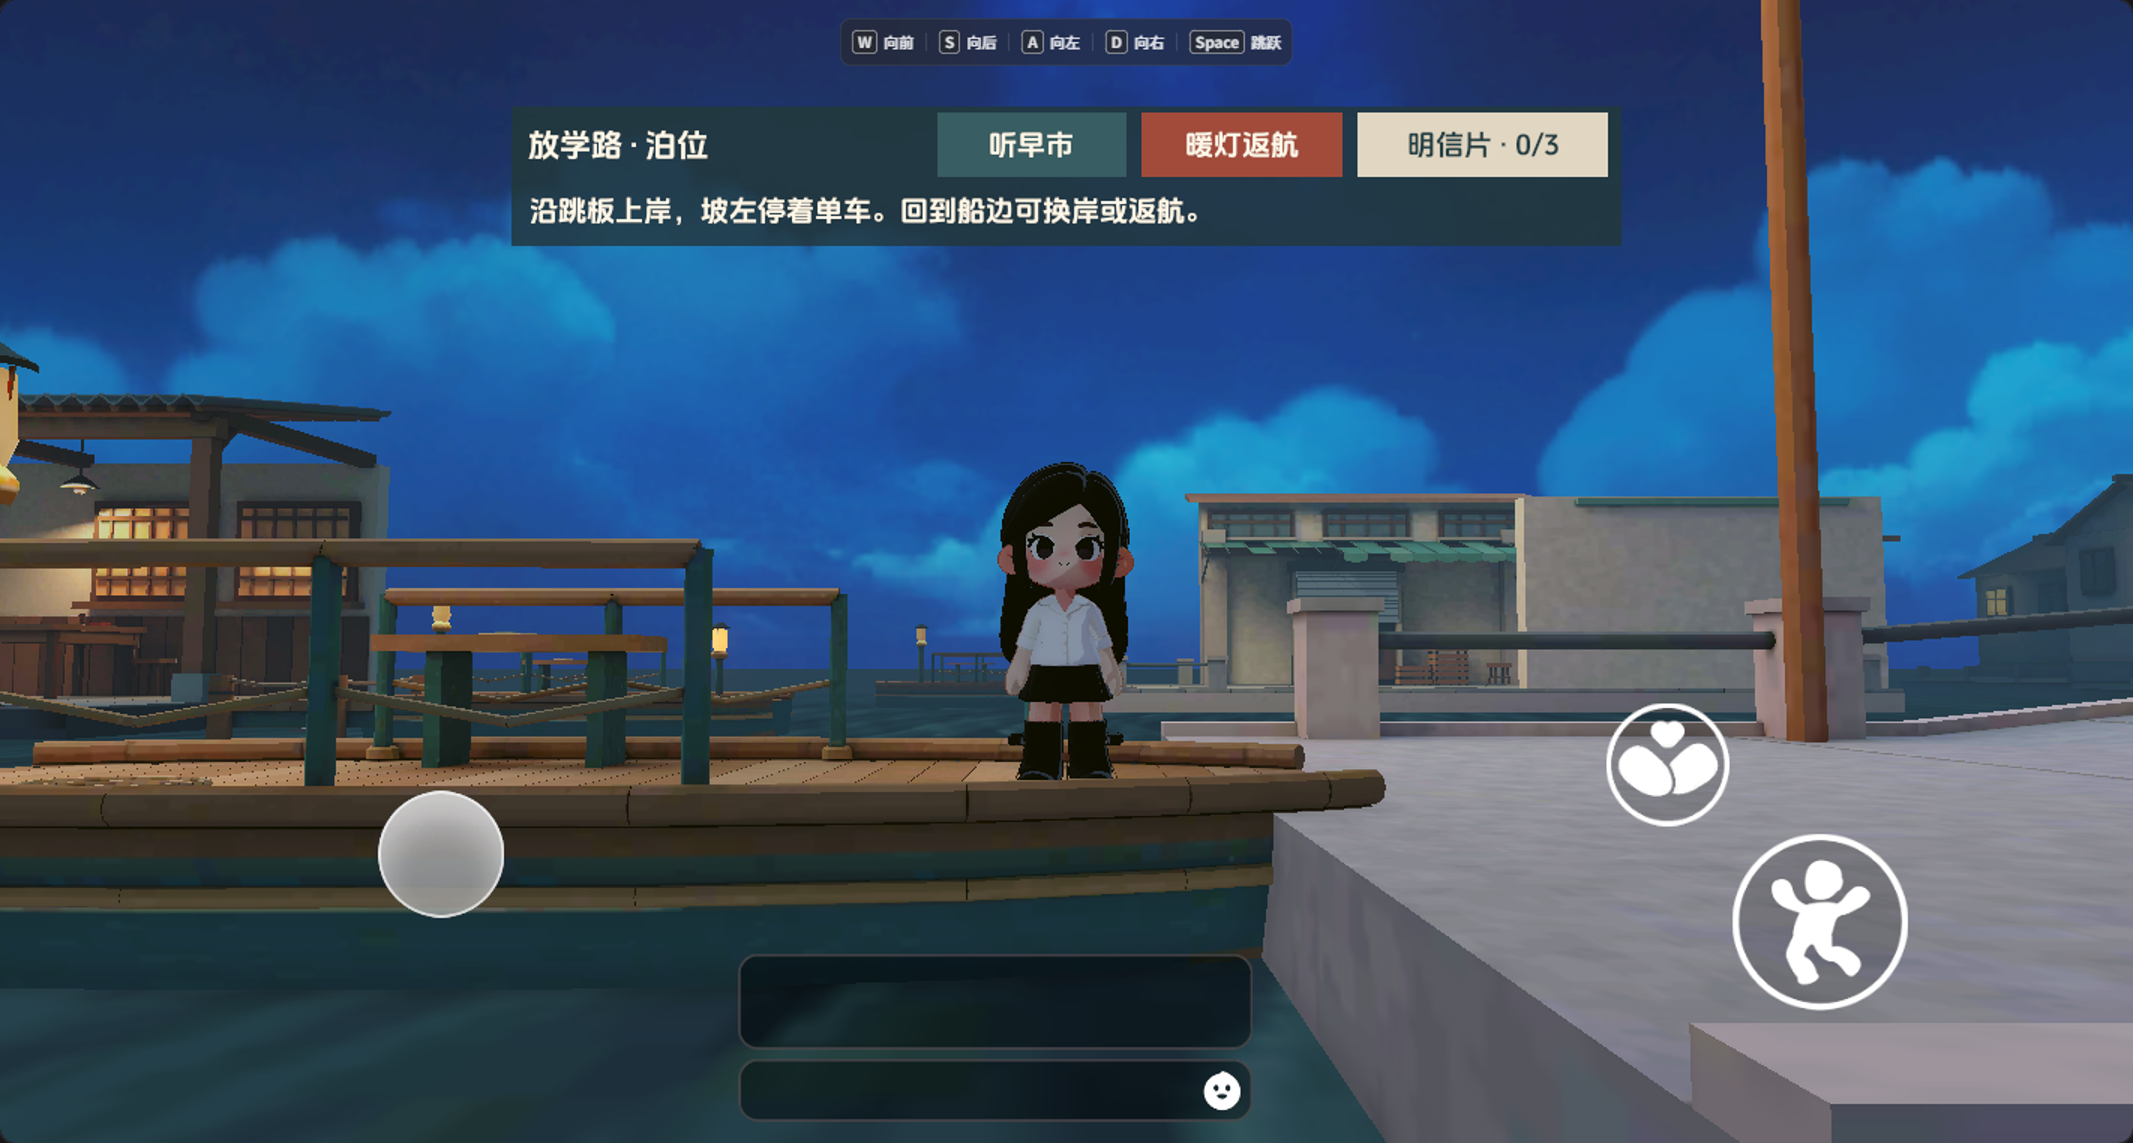 W 向前 S 向后 A 向左 D 向右 Space 跳跃
放学路·泊位 听早市 暖灯返航 明信片·0/3
沿跳板上岸，坡左停着单车。回到船边可换岸或返航。